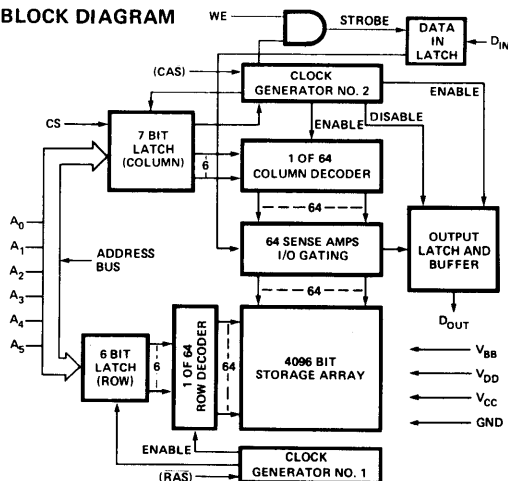 BLOCK DIAGRAM
WE
STROBE
DATA
IN
LATCH
DIN
(CAS)
CLOCK
GENERATOR NO. 2
ENABLE
CS
7 BIT
LATCH
(COLUMN)
6
ENABLE
DISABLE
1 OF 64
COLUMN DECODER
64
64 SENSE AMPS
I/O GATING
OUTPUT
LATCH AND
BUFFER
A0
A1
A2
A3
A4
A5
ADDRESS
BUS
64
DOUT
6 BIT
LATCH
(ROW)
6
1 OF 64
ROW DECODER
64
4096 BIT
STORAGE ARRAY
VBB
VDD
VCC
GND
ENABLE
CLOCK
GENERATOR NO. 1
(RAS)